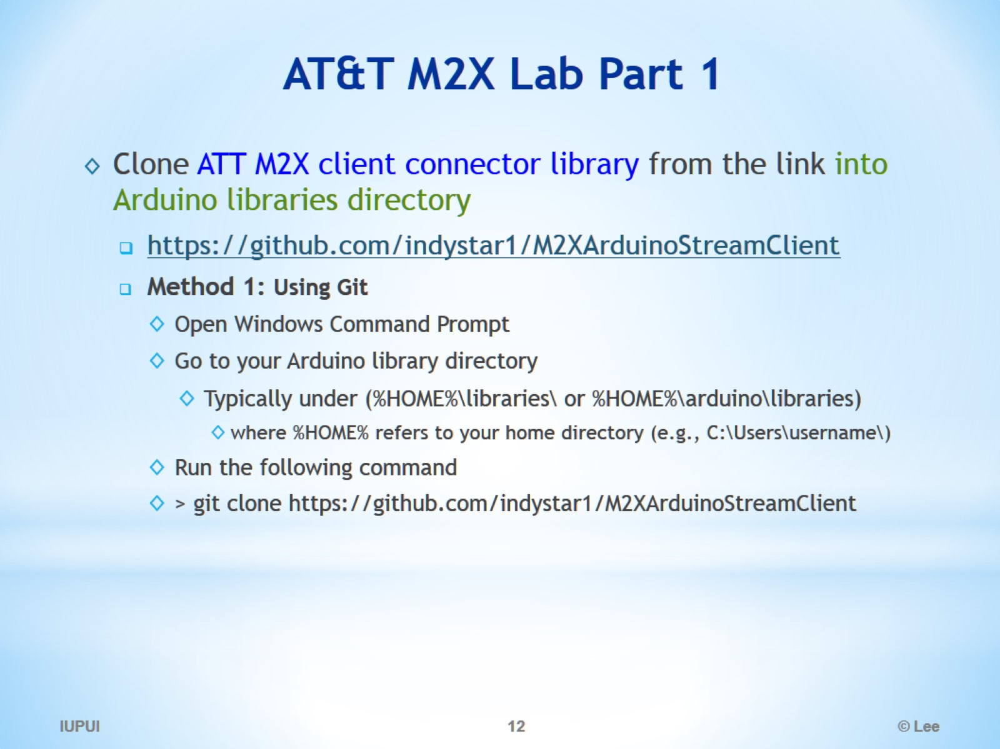 AT&T M2X Lab Part 1
Clone ATT M2X client connector library from the link into
Arduino libraries directory
https://github.com/indystar1/M2XArduinoStreamClient
Method 1: Using Git
Open Windows Command Prompt
Go to your Arduino library directory
Typically under (%HOME%\libraries\ or %HOME%\arduino\libraries)
where %HOME% refers to your home directory (e.g., C:\Users\username\)
Run the following command
> git clone https://github.com/indystar1/M2XArduinoStreamClient
IUPUI
12
© Lee